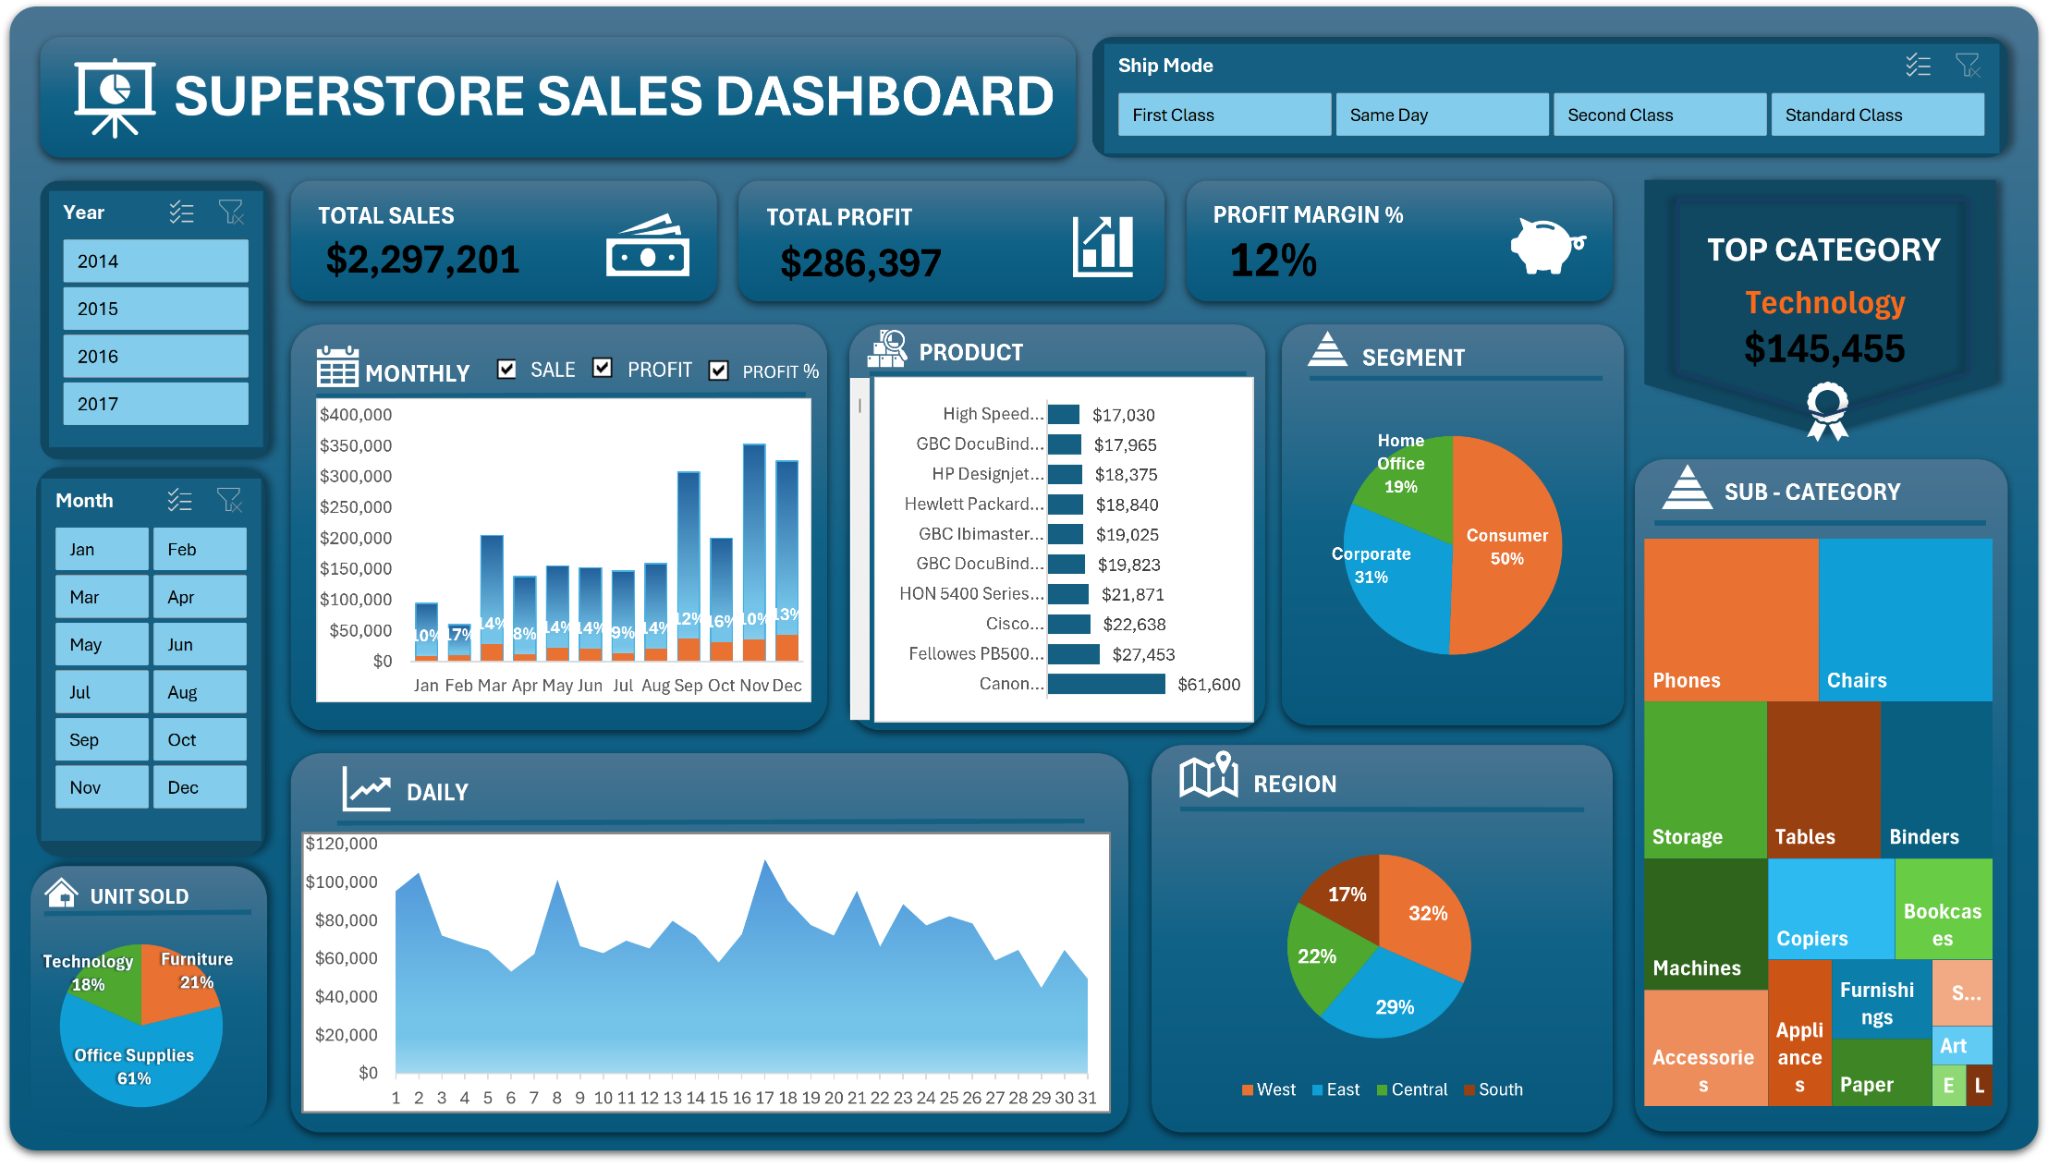 SUPERSTORE SALES DASHBOARD
Ship Mode
First Class
Same Day
Second Class
Standard Class
Year
2014
2015
2016
2017
TOTAL SALES
$2,297,201
TOTAL PROFIT
$286,397
PROFIT MARGIN %
12%
TOP CATEGORY
Technology
$145,455
Month
Jan
Feb
Mar
Apr
May
Jun
Jul
Aug
Sep
Oct
Nov
Dec
MONTHLY
SALE
PROFIT
PROFIT %
$400,000
$350,000
$300,000
$250,000
$200,000
$150,000
$100,000
$50,000
$0
10%
17%
14%
8%
14%
14%
9%
14%
12%
16%
10%
13%
Jan Feb Mar Apr May Jun Jul Aug Sep Oct Nov Dec
PRODUCT
High Speed... $17,030
GBC DocuBind... $17,965
HP Designjet... $18,375
Hewlett Packard... $18,840
GBC Ibimaster... $19,025
GBC DocuBind... $19,823
HON 5400 Series... $21,871
Cisco... $22,638
Fellowes PB500... $27,453
Canon... $61,600
SEGMENT
Home
Office
19%
Consumer
50%
Corporate
31%
SUB - CATEGORY
Phones
Chairs
Storage
Tables
Binders
Machines
Copiers
Bookcas
es
Accessorie
s
Appli
ance
s
Furnishi
ngs
S...
Art
Paper
E
L
UNIT SOLD
Technology
18%
Furniture
21%
Office Supplies
61%
DAILY
$120,000
$100,000
$80,000
$60,000
$40,000
$20,000
$0
1 2 3 4 5 6 7 8 9 10 11 12 13 14 15 16 17 18 19 20 21 22 23 24 25 26 27 28 29 30 31
REGION
17%
32%
22%
29%
West East Central South